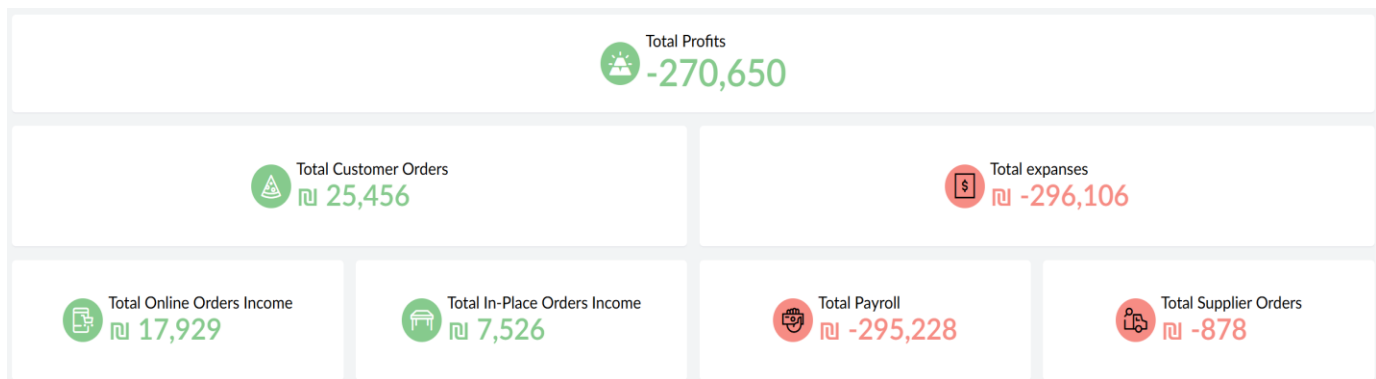 Total Profits
-270,650
Total Customer Orders
₪ 25,456
Total expanses
₪ -296,106
Total Online Orders Income
₪ 17,929
Total In-Place Orders Income
₪ 7,526
Total Payroll
₪ -295,228
Total Supplier Orders
₪ -878